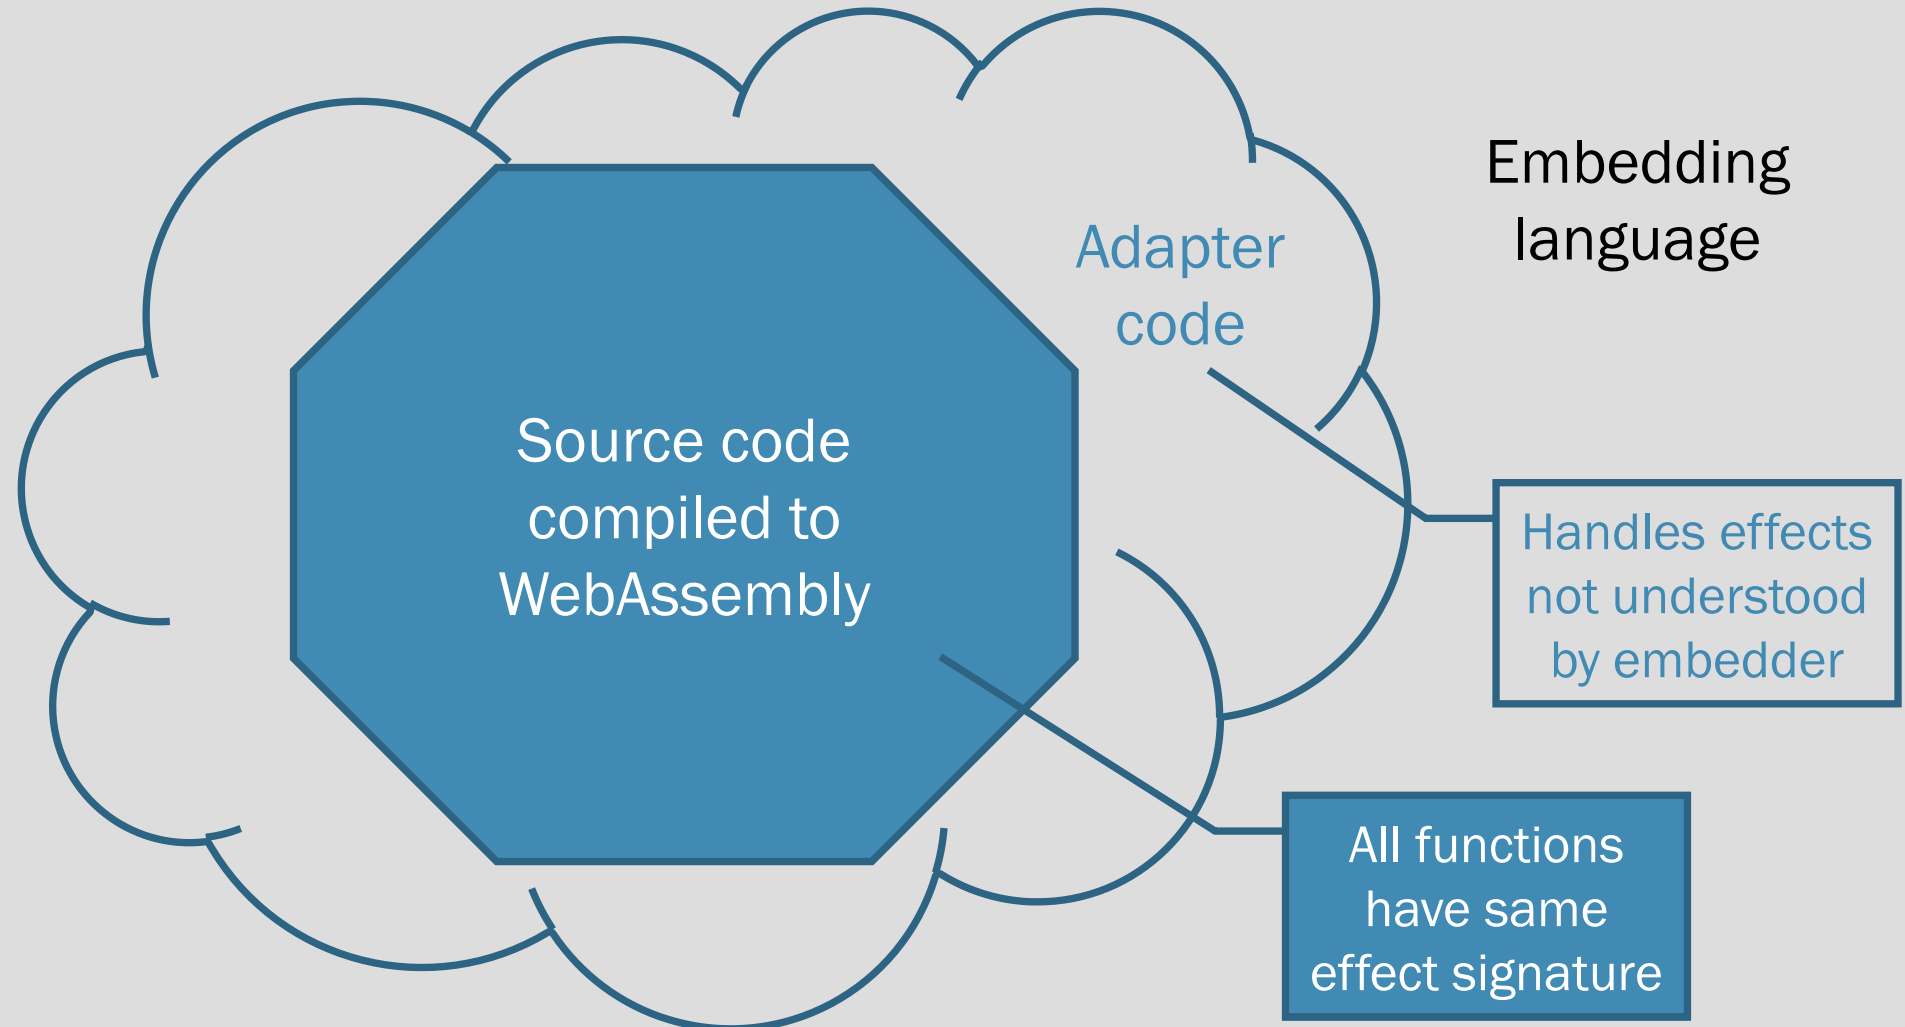 Embedding
language
Adapter
code
Source code
compiled to
WebAssembly
Handles effects
not understood
by embedder
All functions
have same
effect signature